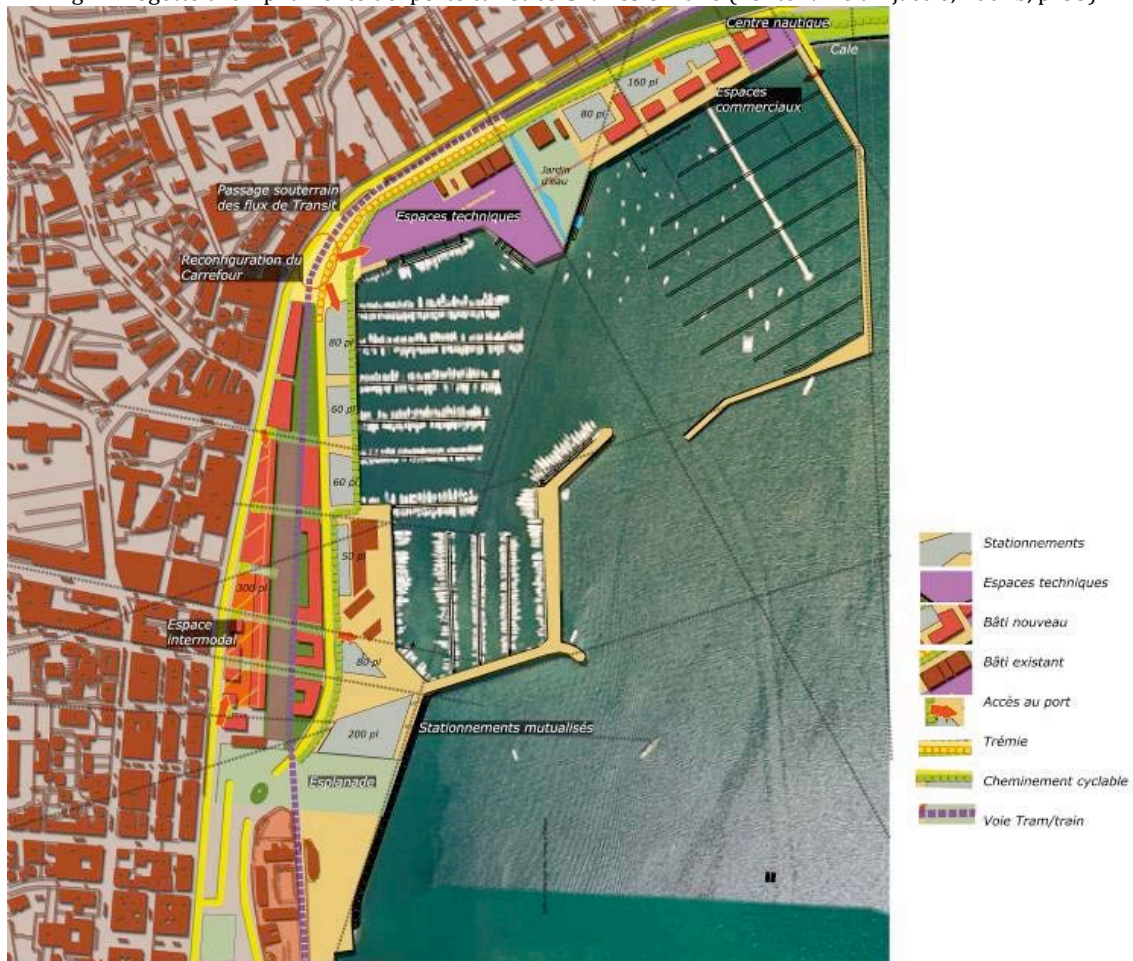 Centre nautique
Cale
160 pl
Espaces
commerciaux
80 pl
Jardin
d'eau
Passage souterrain
des flux de Transit
Espaces techniques
Reconfiguration du
Carrefour
80 pl
60 pl
60 pl
50 pl
300 pl
Espace
intermodal
80 pl
Stationnements mutualisés
200 pl
Esplanade
Stationnements
Espaces techniques
Bâti nouveau
Bâti existant
Accès au port
Trémie
Cheminement cyclable
Voie Tram/train